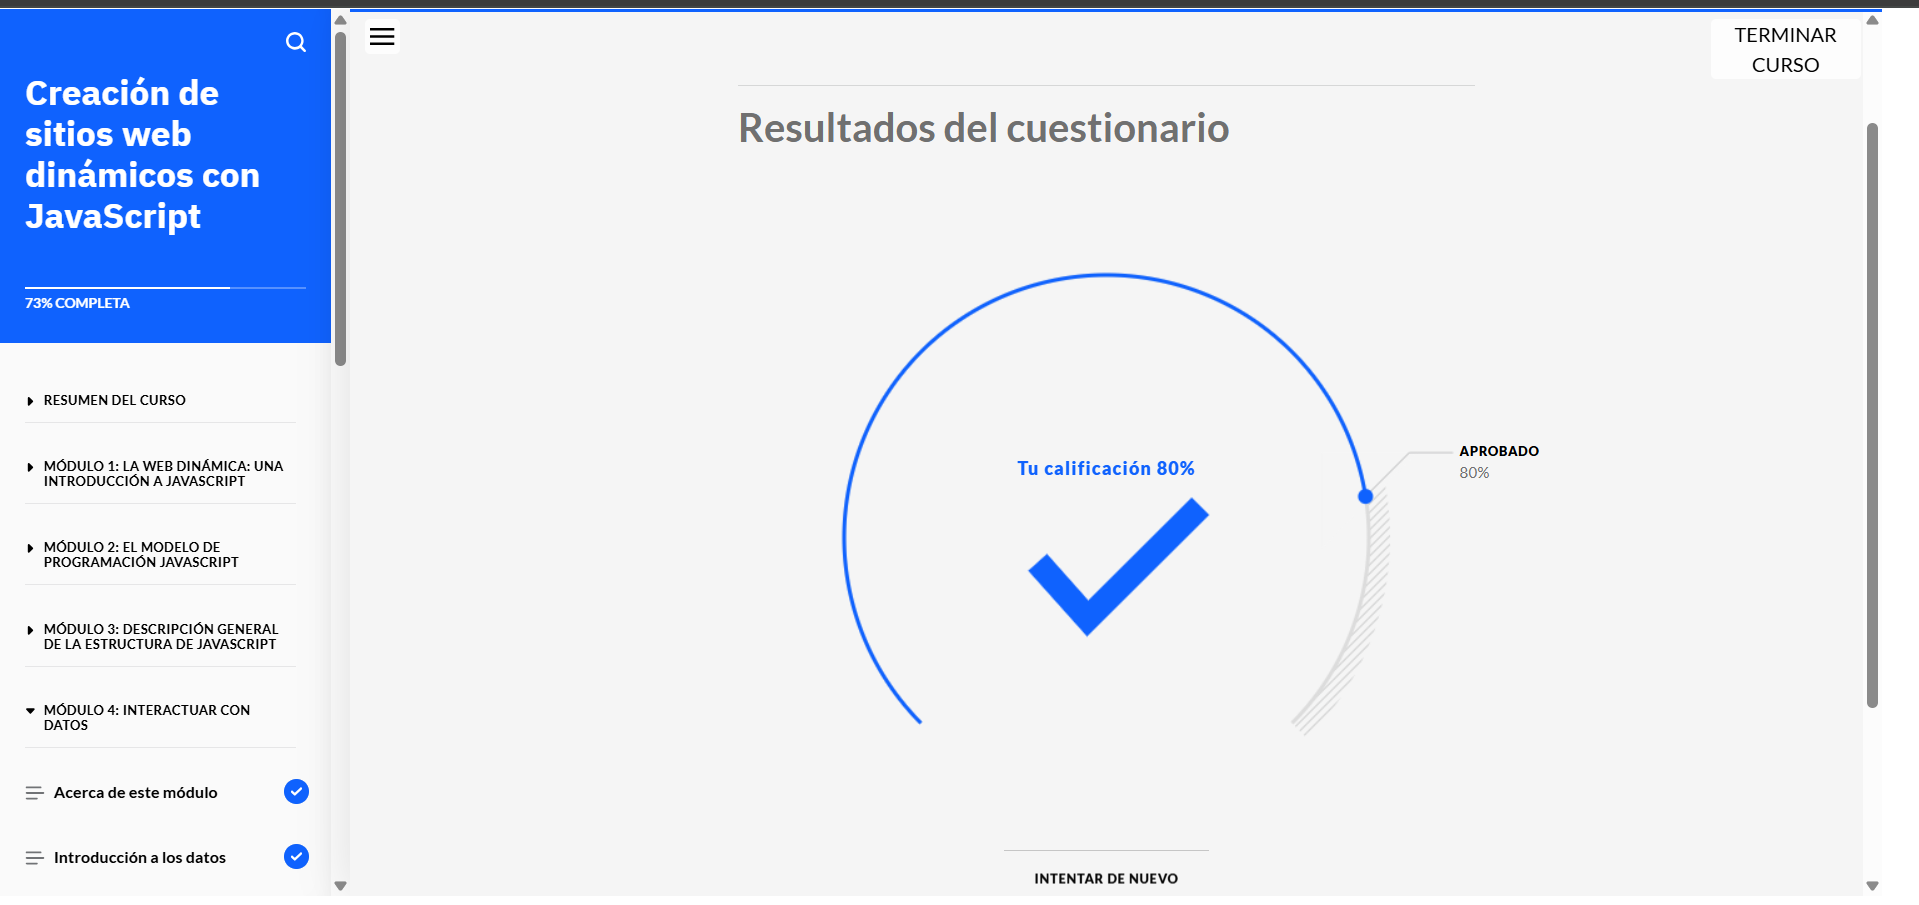 Creación de
sitios web
dinámicos con
JavaScript
73% COMPLETA
RESUMEN DEL CURSO
MÓDULO 1: LA WEB DINÁMICA: UNA
INTRODUCCIÓN A JAVASCRIPT
MÓDULO 2: EL MODELO DE
PROGRAMACIÓN JAVASCRIPT
MÓDULO 3: DESCRIPCIÓN GENERAL
DE LA ESTRUCTURA DE JAVASCRIPT
MÓDULO 4: INTERACTUAR CON
DATOS
Acerca de este módulo
Introducción a los datos
TERMINAR
CURSO
Resultados del cuestionario
Tu calificación 80%
APROBADO
80%
INTENTAR DE NUEVO